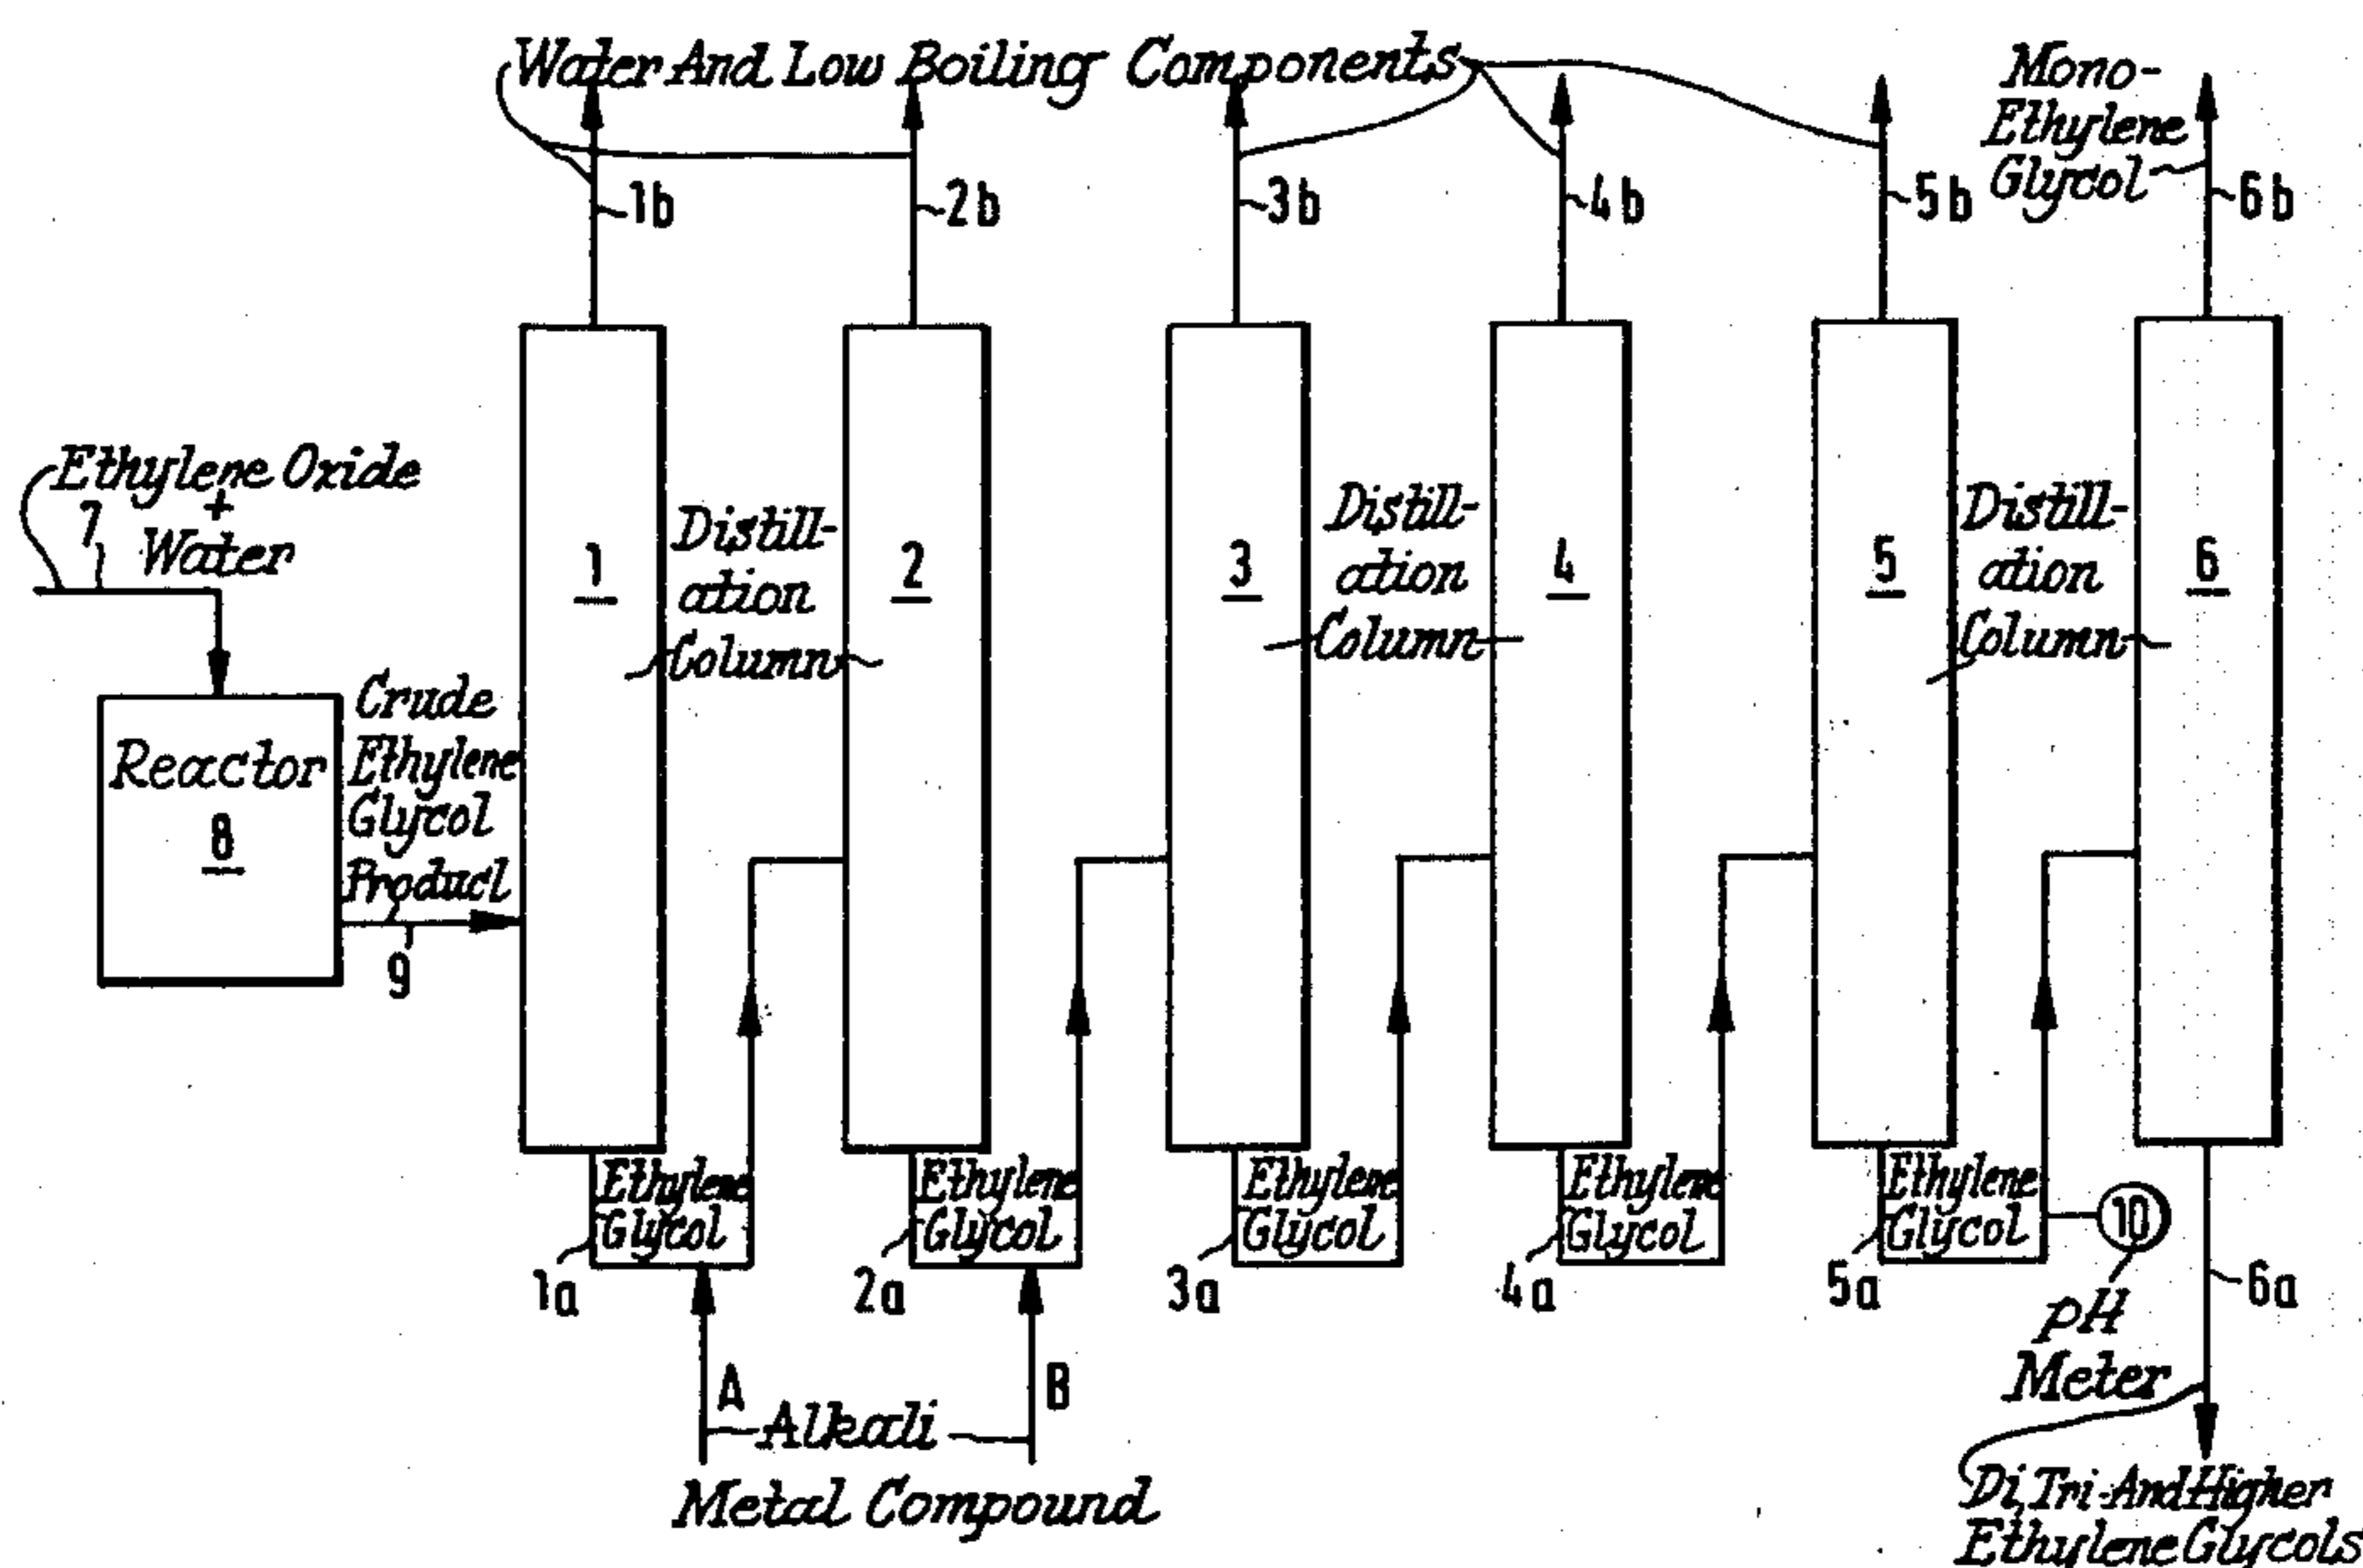 Water And Low Boiling Components
Mono-
Ethylene
Glycol
1b
2b
3b
4b
5b
6b
Ethylene Oxide
+
7
Water
1
Distill-
ation
Column
2
3
Distill-
ation
Column
4
5
Distill-
ation
Column
6
Reactor
8
Crude
Ethylene
Glycol
Product
9
Ethylene
Glycol
1a
Ethylene
Glycol
2a
Ethylene
Glycol
3a
Ethylene
Glycol
4a
Ethylene
Glycol
5a
10
pH
Meter
6a
A
B
Alkali
Metal Compound
Di, Tri-And Higher
Ethylene Glycols